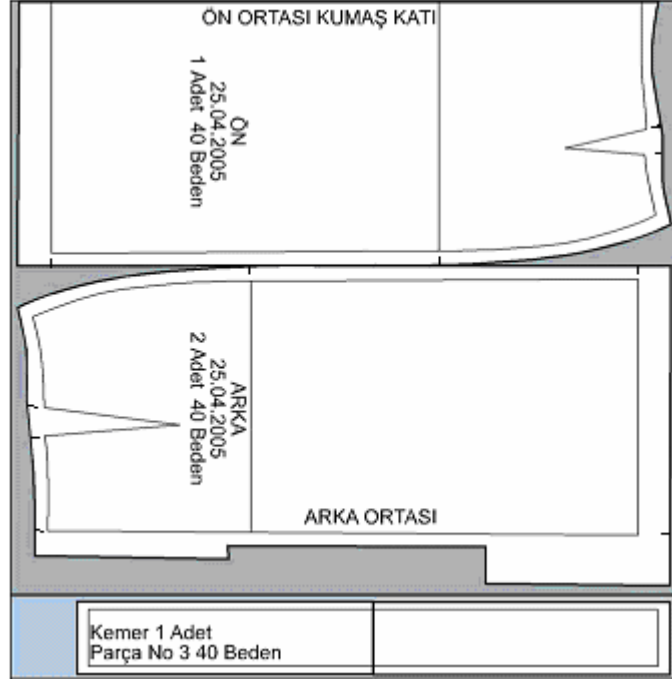 ÖN ORTASI KUMAŞ KATI
ÖN
25.04.2005
1 Adet 40 Beden
ARKA
25.04.2005
2 Adet 40 Beden
ARKA ORTASI
Kemer 1 Adet
Parça No 3 40 Beden